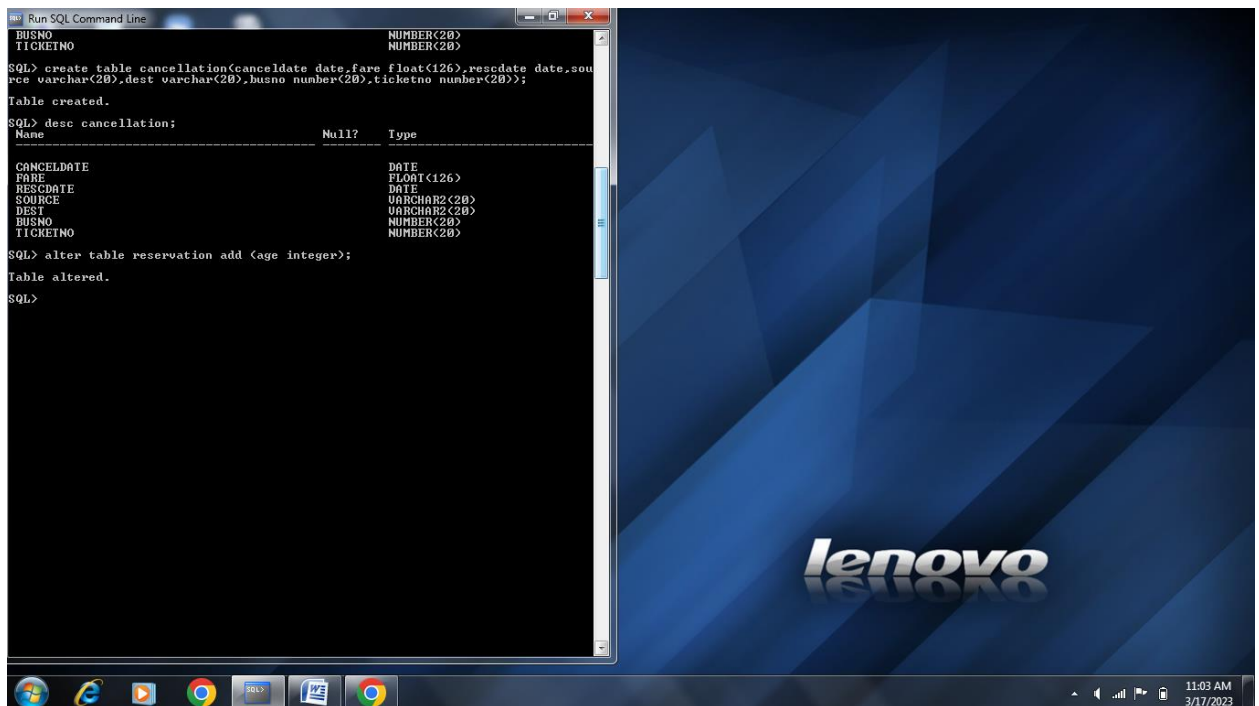 Run SQL Command Line
BUSNO NUMBER(20)
TICKETNO NUMBER(20)
SQL> create table cancellation(canceldate date,fare float(126),rescdate date,sou
rce varchar(20),dest varchar(20),busno number(20),ticketno number(20));
Table created.
SQL> desc cancellation;
Name Null? Type
----------------------------------------- -------- ----------------------------
CANCELDATE DATE
FARE FLOAT(126)
RESCDATE DATE
SOURCE VARCHAR2(20)
DEST VARCHAR2(20)
BUSNO NUMBER(20)
TICKETNO NUMBER(20)
SQL> alter table reservation add (age integer);
Table altered.
SQL>
lenovo
SQL>
11:03 AM
3/17/2023